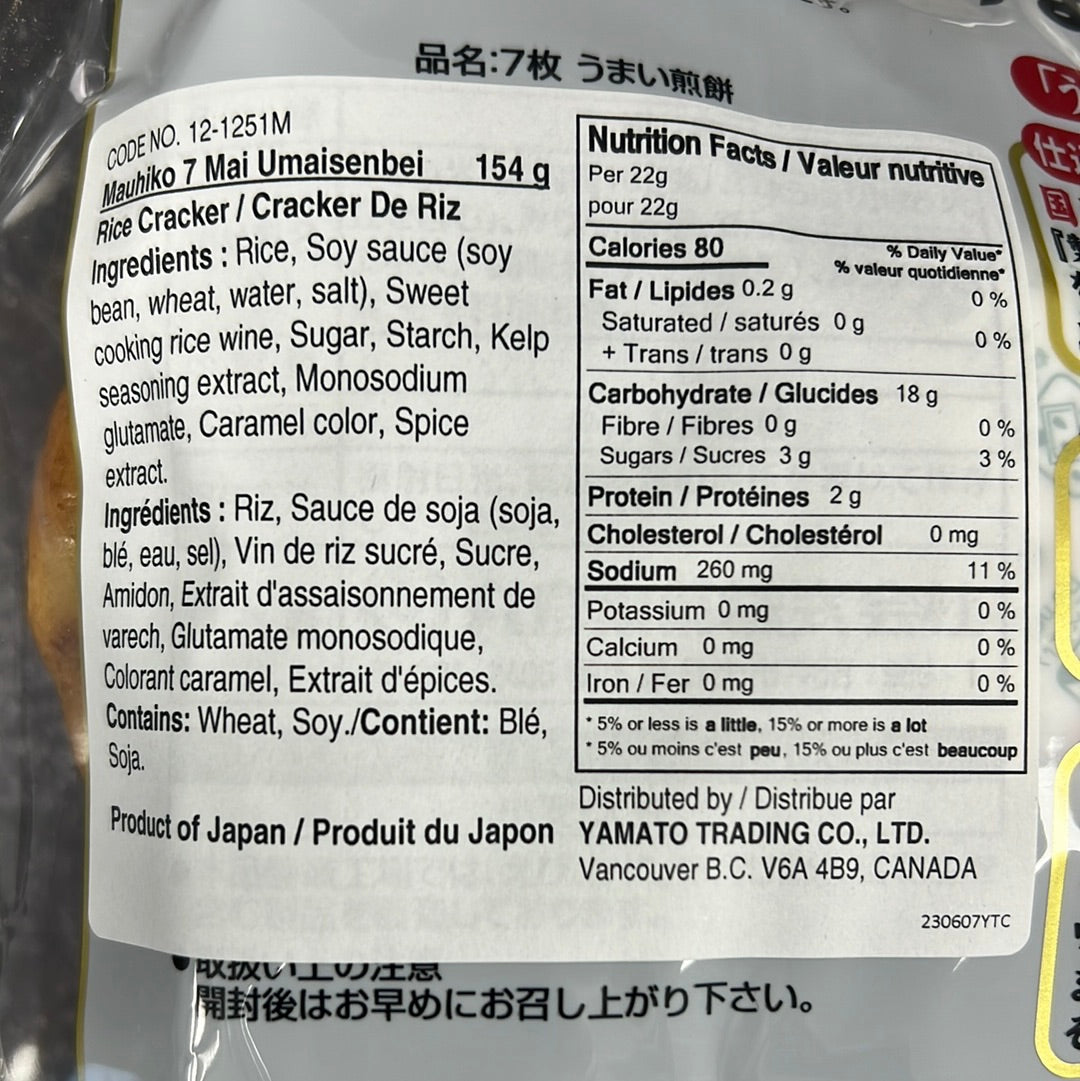 品名:7枚 うまい煎餅
CODE NO. 12-1251M
Mauhiko 7 Mai Umaisenbei 154 g
Rice Cracker / Cracker De Riz
Ingredients : Rice, Soy sauce (soy
bean, wheat, water, salt), Sweet
cooking rice wine, Sugar, Starch, Kelp
seasoning extract, Monosodium
glutamate, Caramel color, Spice
extract.
Ingrédients : Riz, Sauce de soja (soja,
blé, eau, sel), Vin de riz sucré, Sucre,
Amidon, Extrait d'assaisonnement de
varech, Glutamate monosodique,
Colorant caramel, Extrait d'épices.
Contains: Wheat, Soy./Contient: Blé,
Soja.
Product of Japan / Produit du Japon
Nutrition Facts / Valeur nutritive
Per 22g
pour 22g
Calories 80
% Daily Value*
% valeur quotidienne*
Fat / Lipides 0.2 g 0 %
Saturated / saturés 0 g
+ Trans / trans 0 g
0 %
Carbohydrate / Glucides 18 g
Fibre / Fibres 0 g 0 %
Sugars / Sucres 3 g 3 %
Protein / Protéines 2 g
Cholesterol / Cholestérol 0 mg
Sodium 260 mg 11 %
Potassium 0 mg 0 %
Calcium 0 mg 0 %
Iron / Fer 0 mg 0 %
* 5% or less is a little, 15% or more is a lot
* 5% ou moins c'est peu, 15% ou plus c'est beaucoup
Distributed by / Distribue par
YAMATO TRADING CO., LTD.
Vancouver B.C. V6A 4B9, CANADA
230607YTC
●取扱い上の注意
開封後はお早めにお召し上がり下さい。